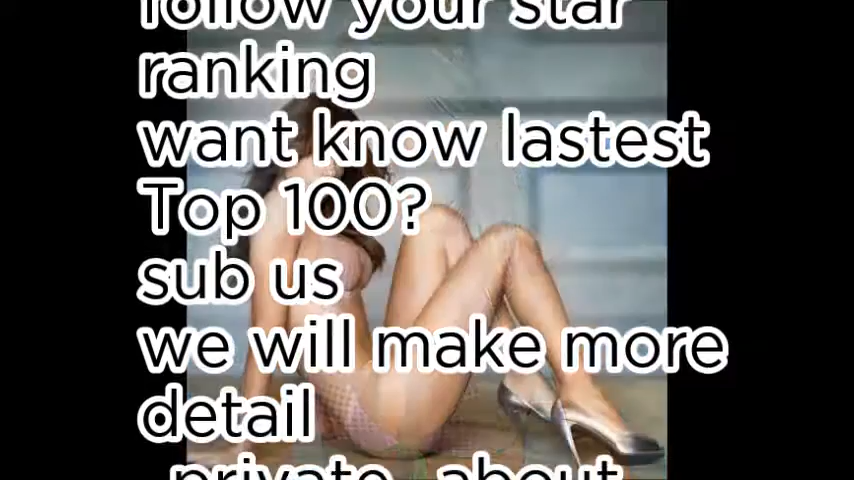 follow your star
ranking
want know lastest
Top 100?
sub us
we will make more
detail
private about